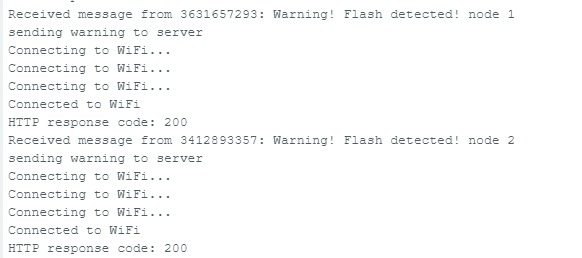 Received message from 3631657293: Warning! Flash detected! node 1
sending warning to server
Connecting to WiFi...
Connecting to WiFi...
Connecting to WiFi...
Connected to WiFi
HTTP response code: 200
Received message from 3412893357: Warning! Flash detected! node 2
sending warning to server
Connecting to WiFi...
Connecting to WiFi...
Connecting to WiFi...
Connected to WiFi
HTTP response code: 200